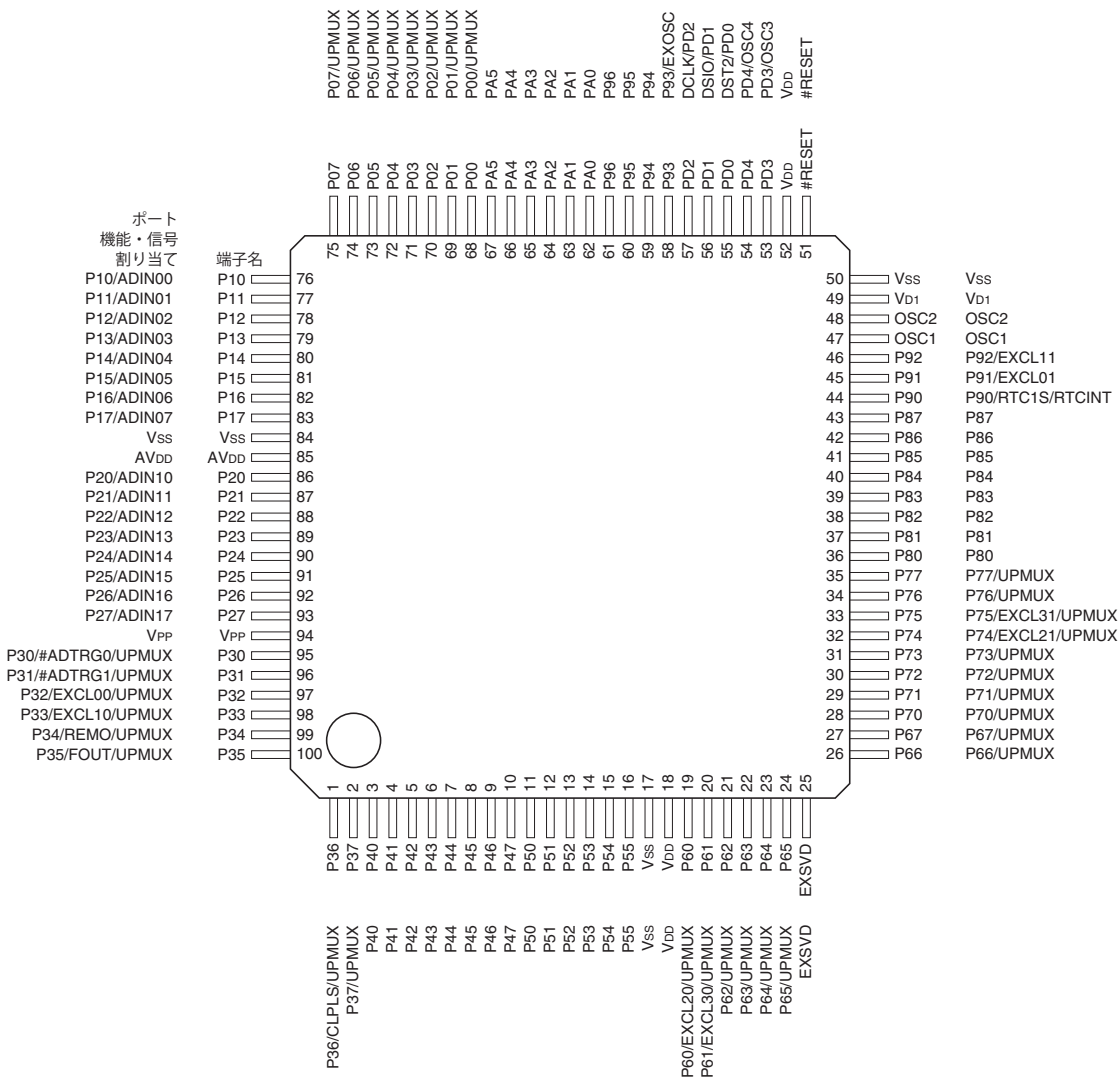 P07/UPMUX
P06/UPMUX
P05/UPMUX
P04/UPMUX
P03/UPMUX
P02/UPMUX
P01/UPMUX
P00/UPMUX
PA5
PA4
PA3
PA2
PA1
PA0
P96
P95
P94
P93/EXOSC
DCLK/PD2
DSIO/PD1
DST2/PD0
PD4/OSC4
PD3/OSC3
VDD
#RESET
P07
P06
P05
P04
P03
P02
P01
P00
PA5
PA4
PA3
PA2
PA1
PA0
P96
P95
P94
P93
PD2
PD1
PD0
PD4
PD3
VDD
#RESET
75
74
73
72
71
70
69
68
67
66
65
64
63
62
61
60
59
58
57
56
55
54
53
52
51
ポート
機能・信号
割り当て 端子名
P10/ADIN00 P10 76
P11/ADIN01 P11 77
P12/ADIN02 P12 78
P13/ADIN03 P13 79
P14/ADIN04 P14 80
P15/ADIN05 P15 81
P16/ADIN06 P16 82
P17/ADIN07 P17 83
VSS VSS 84
AVDD AVDD 85
P20/ADIN10 P20 86
P21/ADIN11 P21 87
P22/ADIN12 P22 88
P23/ADIN13 P23 89
P24/ADIN14 P24 90
P25/ADIN15 P25 91
P26/ADIN16 P26 92
P27/ADIN17 P27 93
VPP VPP 94
P30/#ADTRG0/UPMUX P30 95
P31/#ADTRG1/UPMUX P31 96
P32/EXCL00/UPMUX P32 97
P33/EXCL10/UPMUX P33 98
P34/REMO/UPMUX P34 99
P35/FOUT/UPMUX P35 100
50 VSS VSS
49 VD1 VD1
48 OSC2 OSC2
47 OSC1 OSC1
46 P92 P92/EXCL11
45 P91 P91/EXCL01
44 P90 P90/RTC1S/RTCINT
43 P87 P87
42 P86 P86
41 P85 P85
40 P84 P84
39 P83 P83
38 P82 P82
37 P81 P81
36 P80 P80
35 P77 P77/UPMUX
34 P76 P76/UPMUX
33 P75 P75/EXCL31/UPMUX
32 P74 P74/EXCL21/UPMUX
31 P73 P73/UPMUX
30 P72 P72/UPMUX
29 P71 P71/UPMUX
28 P70 P70/UPMUX
27 P67 P67/UPMUX
26 P66 P66/UPMUX
1
2
3
4
5
6
7
8
9
10
11
12
13
14
15
16
17
18
19
20
21
22
23
24
25
P36
P37
P40
P41
P42
P43
P44
P45
P46
P47
P50
P51
P52
P53
P54
P55
VSS
VDD
P60
P61
P62
P63
P64
P65
EXSVD
P36/CLPLS/UPMUX
P37/UPMUX
P40
P41
P42
P43
P44
P45
P46
P47
P50
P51
P52
P53
P54
P55
VSS
VDD
P60/EXCL20/UPMUX
P61/EXCL30/UPMUX
P62/UPMUX
P63/UPMUX
P64/UPMUX
P65/UPMUX
EXSVD